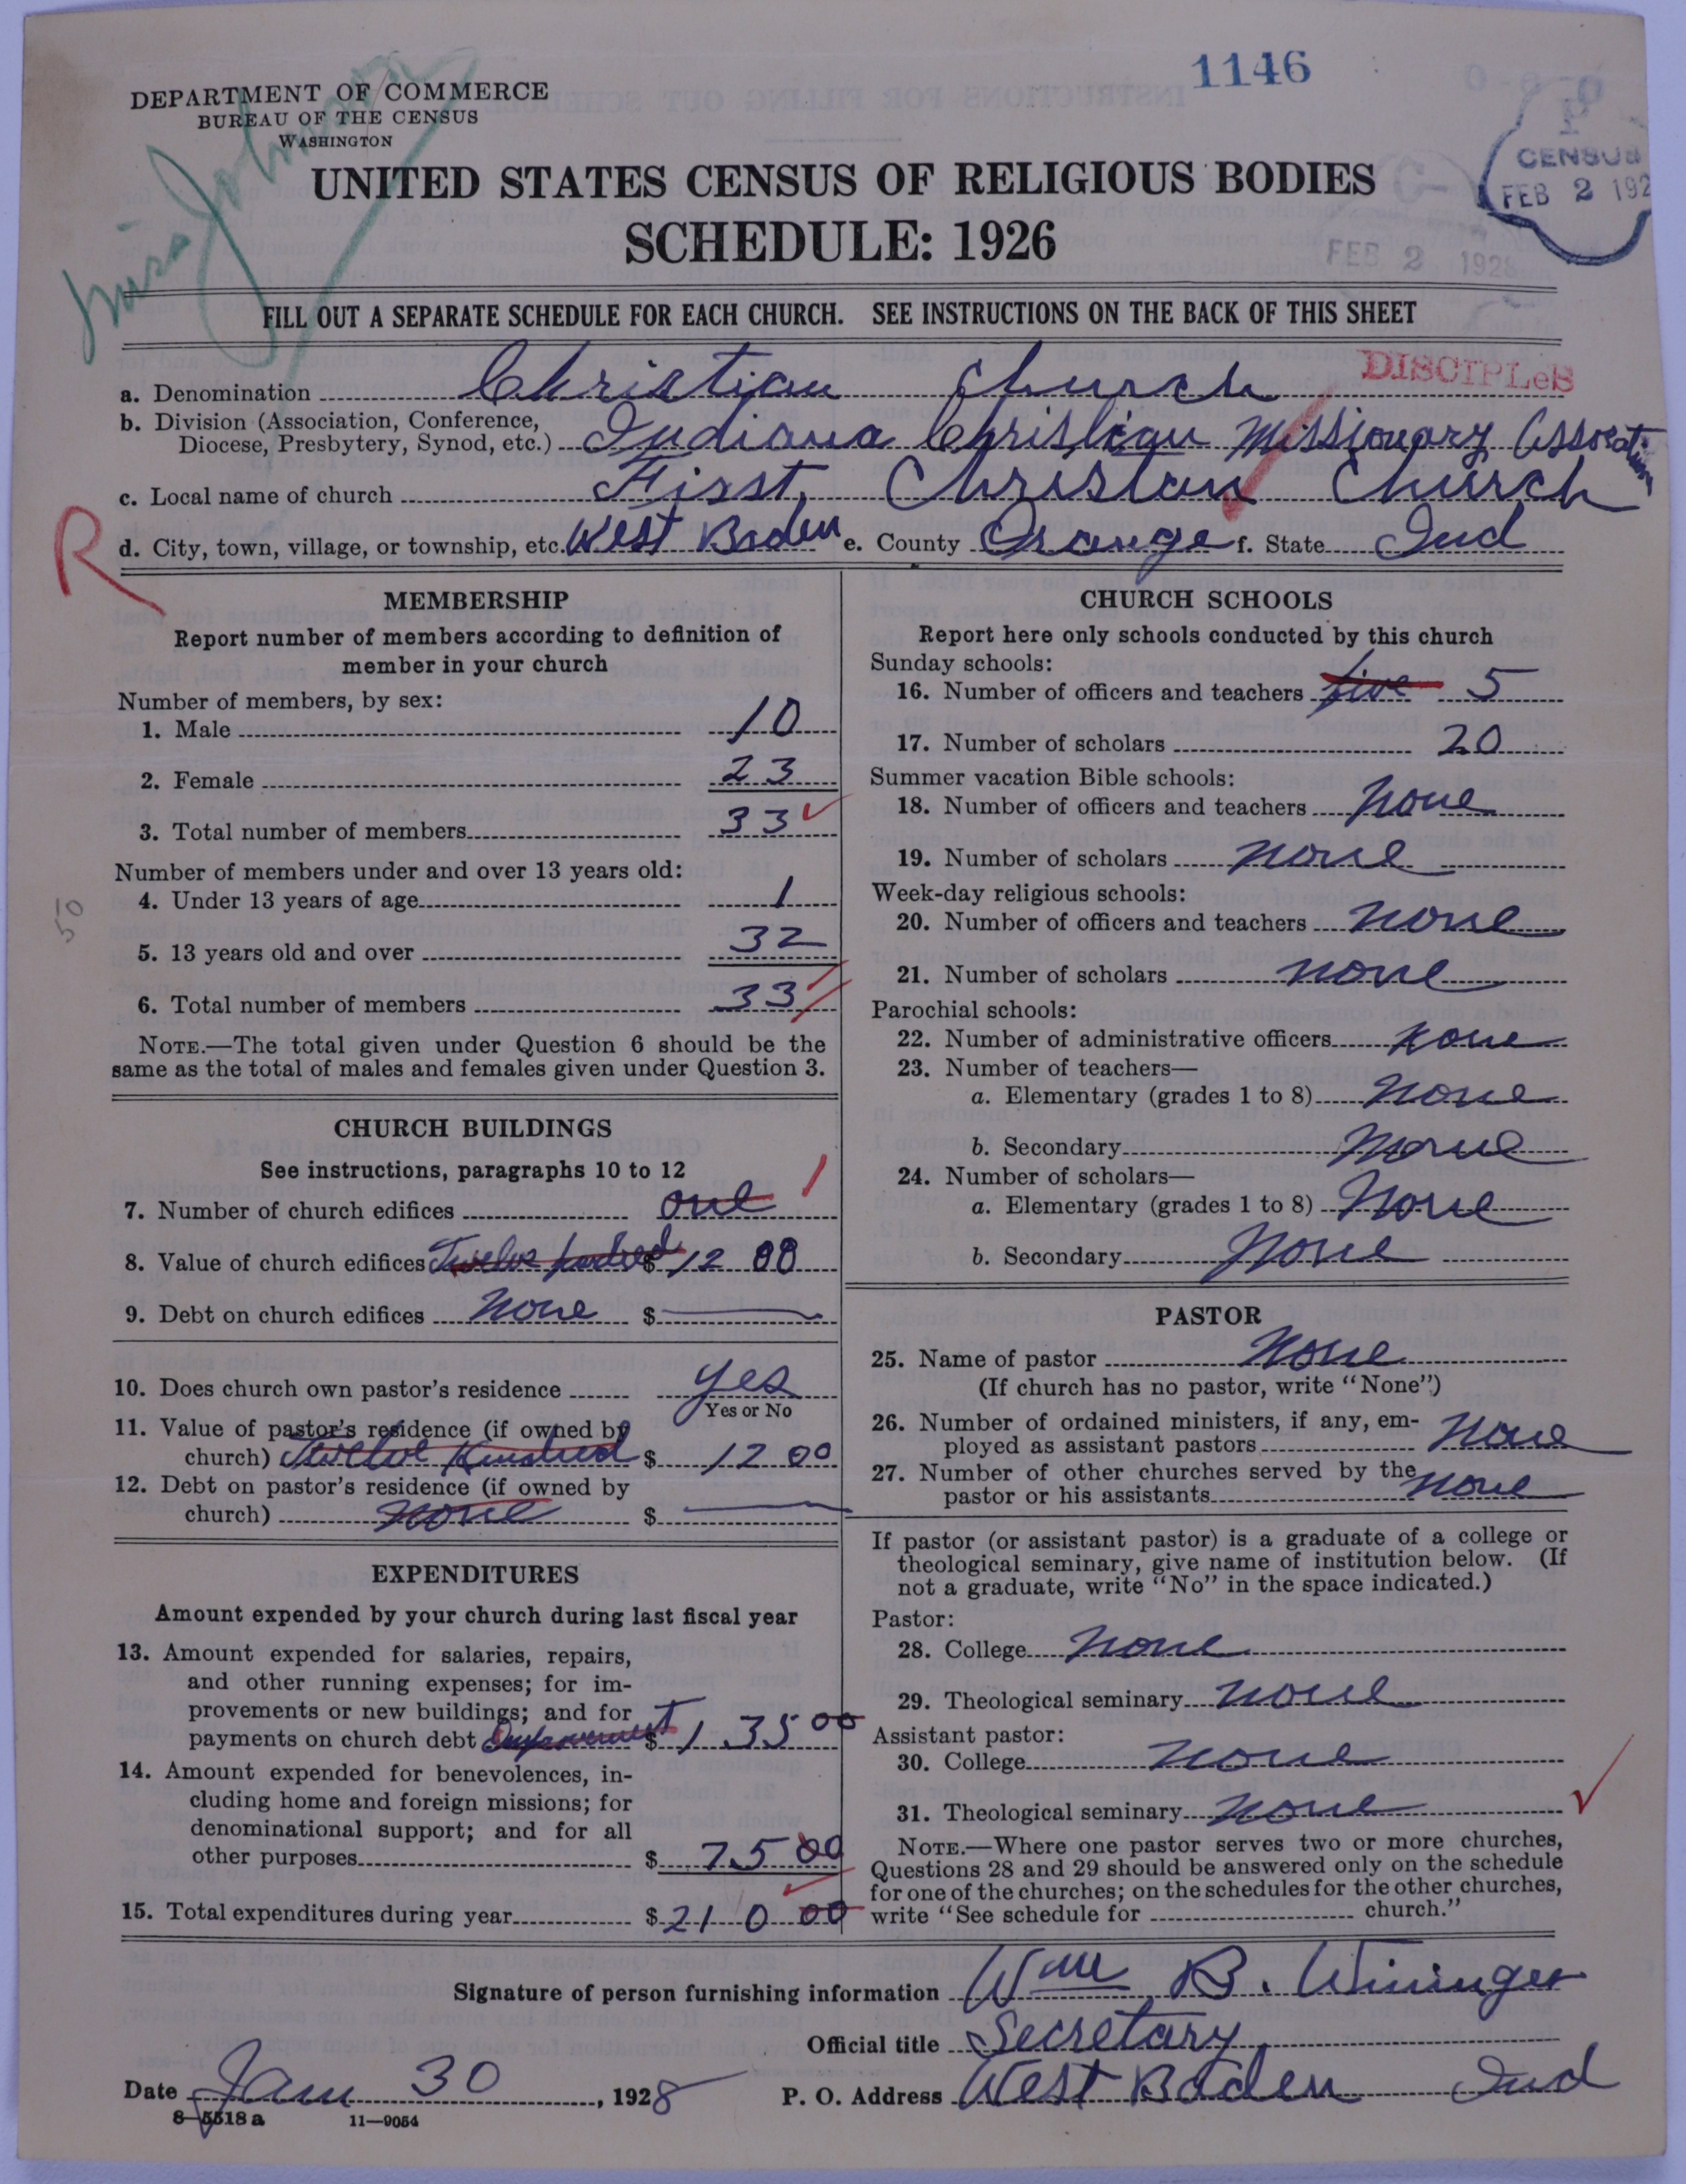 1146
DEPARTMENT OF COMMERCE
BUREAU OF THE CENSUS
WASHINGTON
UNITED STATES CENSUS OF RELIGIOUS BODIES
SCHEDULE: 1926
CENSUS
FEB 2 192
FEB 2 1928
FILL OUT A SEPARATE SCHEDULE FOR EACH CHURCH. SEE INSTRUCTIONS ON THE BACK OF THIS SHEET
DISCIPLES
a. Denomination Christian Church
b. Division (Association, Conference,
Diocese, Presbytery, Synod, etc.) Indiana Christian Missionary
c. Local name of church First Christian Church
R
d. City, town, village, or township, etc. West Baden e. County Orange f. State Ind
MEMBERSHIP
Report number of members according to definition of
member in your church
Number of members, by sex:
1. Male 10
2. Female 23
3. Total number of members 33
Number of members under and over 13 years old:
4. Under 13 years of age 1
50
5. 13 years old and over 32
6. Total number of members 33
NOTE.—The total given under Question 6 should be the
same as the total of males and females given under Question 3.
CHURCH BUILDINGS
See instructions, paragraphs 10 to 12
7. Number of church edifices one 1
8. Value of church edifices $ 12 00
9. Debt on church edifices None $
10. Does church own pastor's residence yes
Yes or No
11. Value of pastor's residence (if owned by
church) $ 12 00
12. Debt on pastor's residence (if owned by
church) none $
EXPENDITURES
Amount expended by your church during last fiscal year
13. Amount expended for salaries, repairs,
and other running expenses; for im-
provements or new buildings; and for
payments on church debt $ 1 35 00
14. Amount expended for benevolences, in-
cluding home and foreign missions; for
denominational support; and for all
other purposes $ 75 00
15. Total expenditures during year $ 210 00
CHURCH SCHOOLS
Report here only schools conducted by this church
Sunday schools:
16. Number of officers and teachers five 5
17. Number of scholars 20
Summer vacation Bible schools:
18. Number of officers and teachers none
19. Number of scholars none
Week-day religious schools:
20. Number of officers and teachers none
21. Number of scholars none
Parochial schools:
22. Number of administrative officers none
23. Number of teachers—
a. Elementary (grades 1 to 8) None
b. Secondary None
24. Number of scholars—
a. Elementary (grades 1 to 8) None
b. Secondary None
PASTOR
25. Name of pastor None
(If church has no pastor, write "None")
26. Number of ordained ministers, if any, em-
ployed as assistant pastors None
27. Number of other churches served by the
pastor or his assistants none
If pastor (or assistant pastor) is a graduate of a college or
theological seminary, give name of institution below. (If
not a graduate, write "No" in the space indicated.)
Pastor:
28. College none
29. Theological seminary none
Assistant pastor:
30. College none
31. Theological seminary none
NOTE.—Where one pastor serves two or more churches,
Questions 28 and 29 should be answered only on the schedule
for one of the churches; on the schedules for the other churches,
write "See schedule for church."
Signature of person furnishing information Wm B. Wininger
Official title Secretary
Date Jan 30, 1928 P. O. Address West Baden Ind
8—5518 a 11—9054